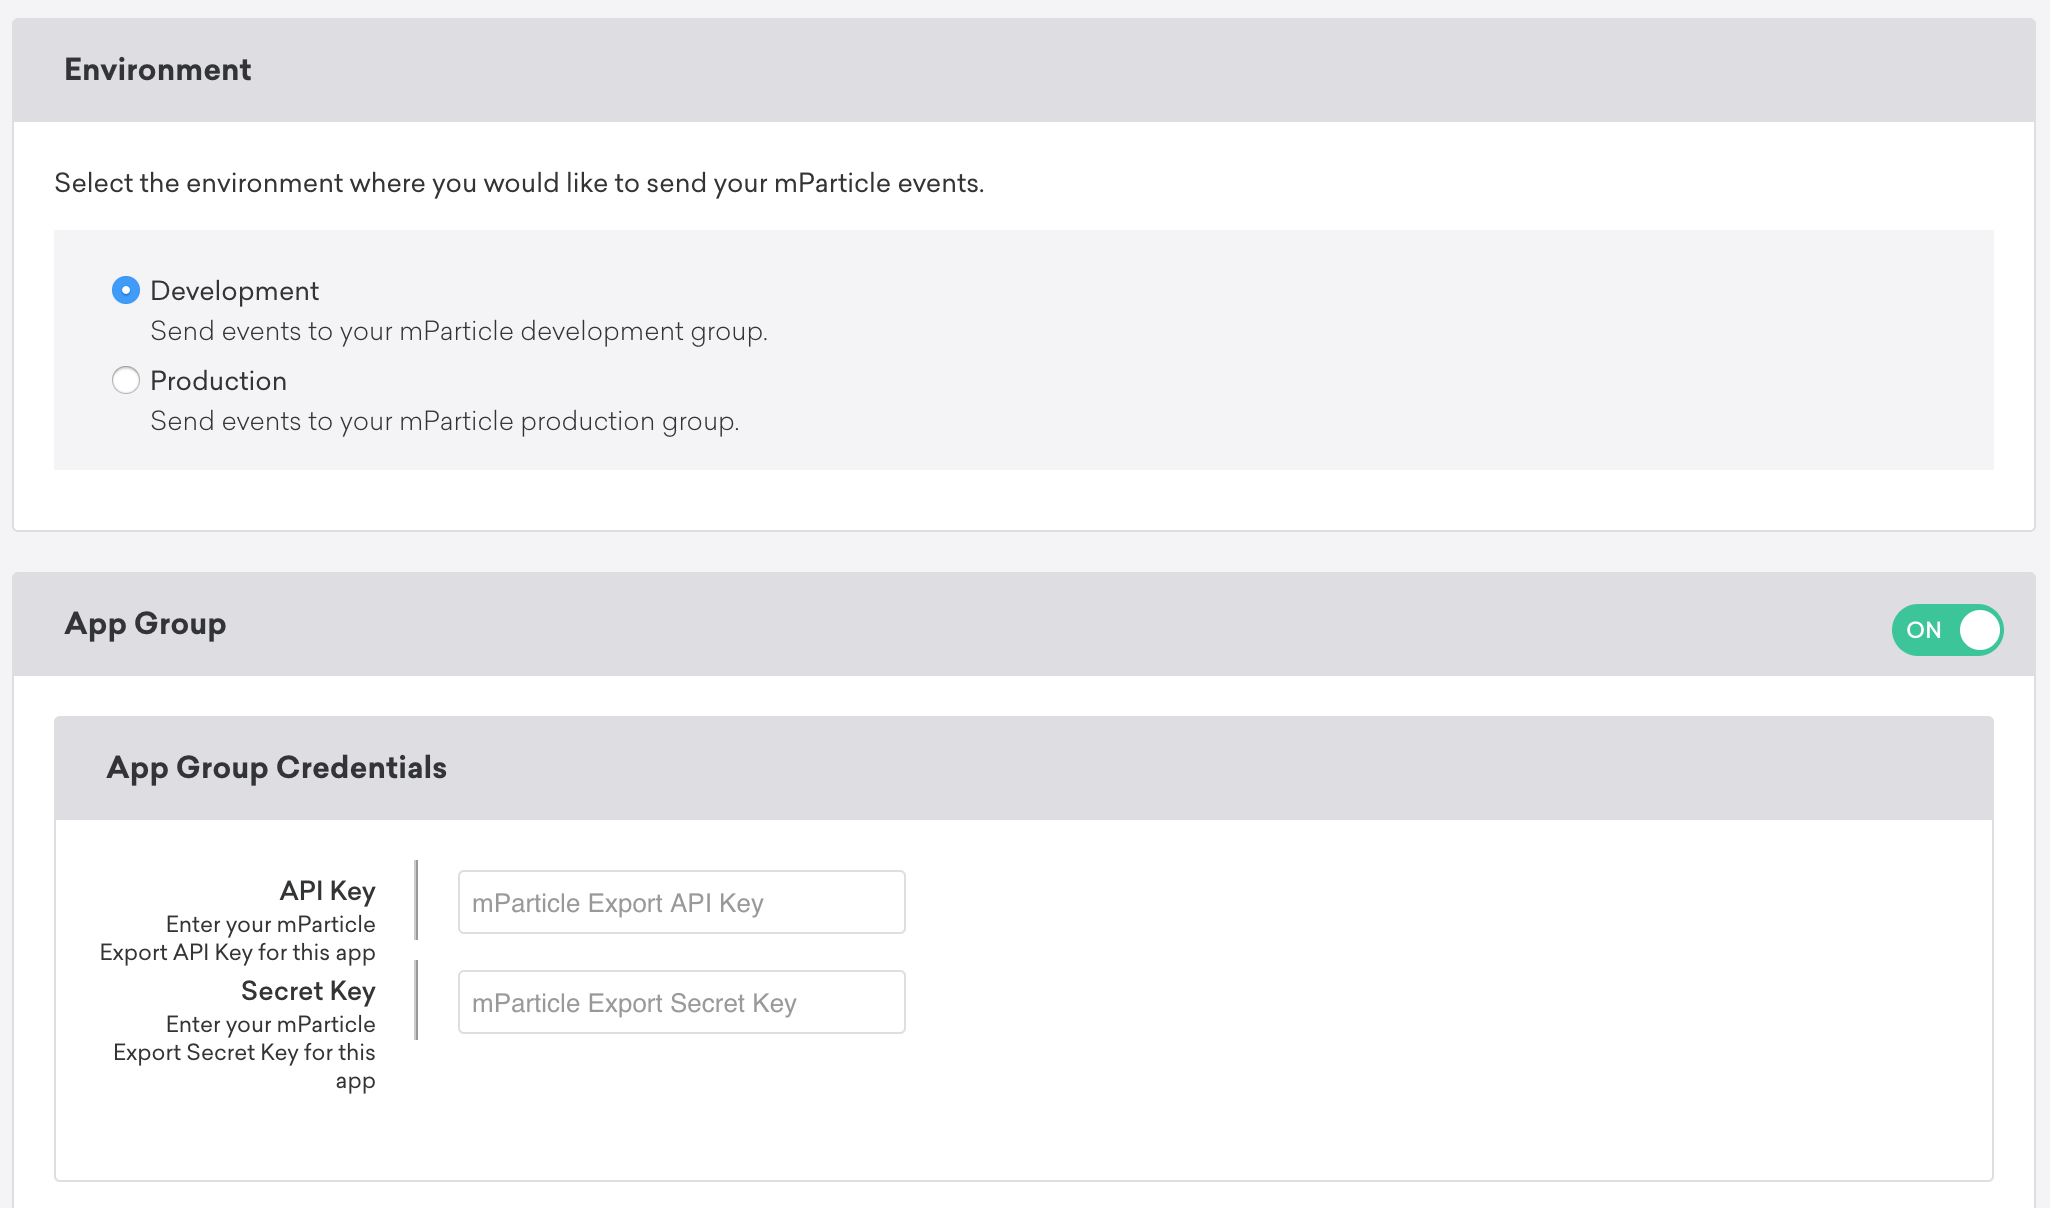 Environment
Select the environment where you would like to send your mParticle events.
Development
Send events to your mParticle development group.
Production
Send events to your mParticle production group.
App Group
ON
App Group Credentials
API Key
Enter your mParticle
Export API Key for this app
mParticle Export API Key
Secret Key
Enter your mParticle
Export Secret Key for this
app
mParticle Export Secret Key